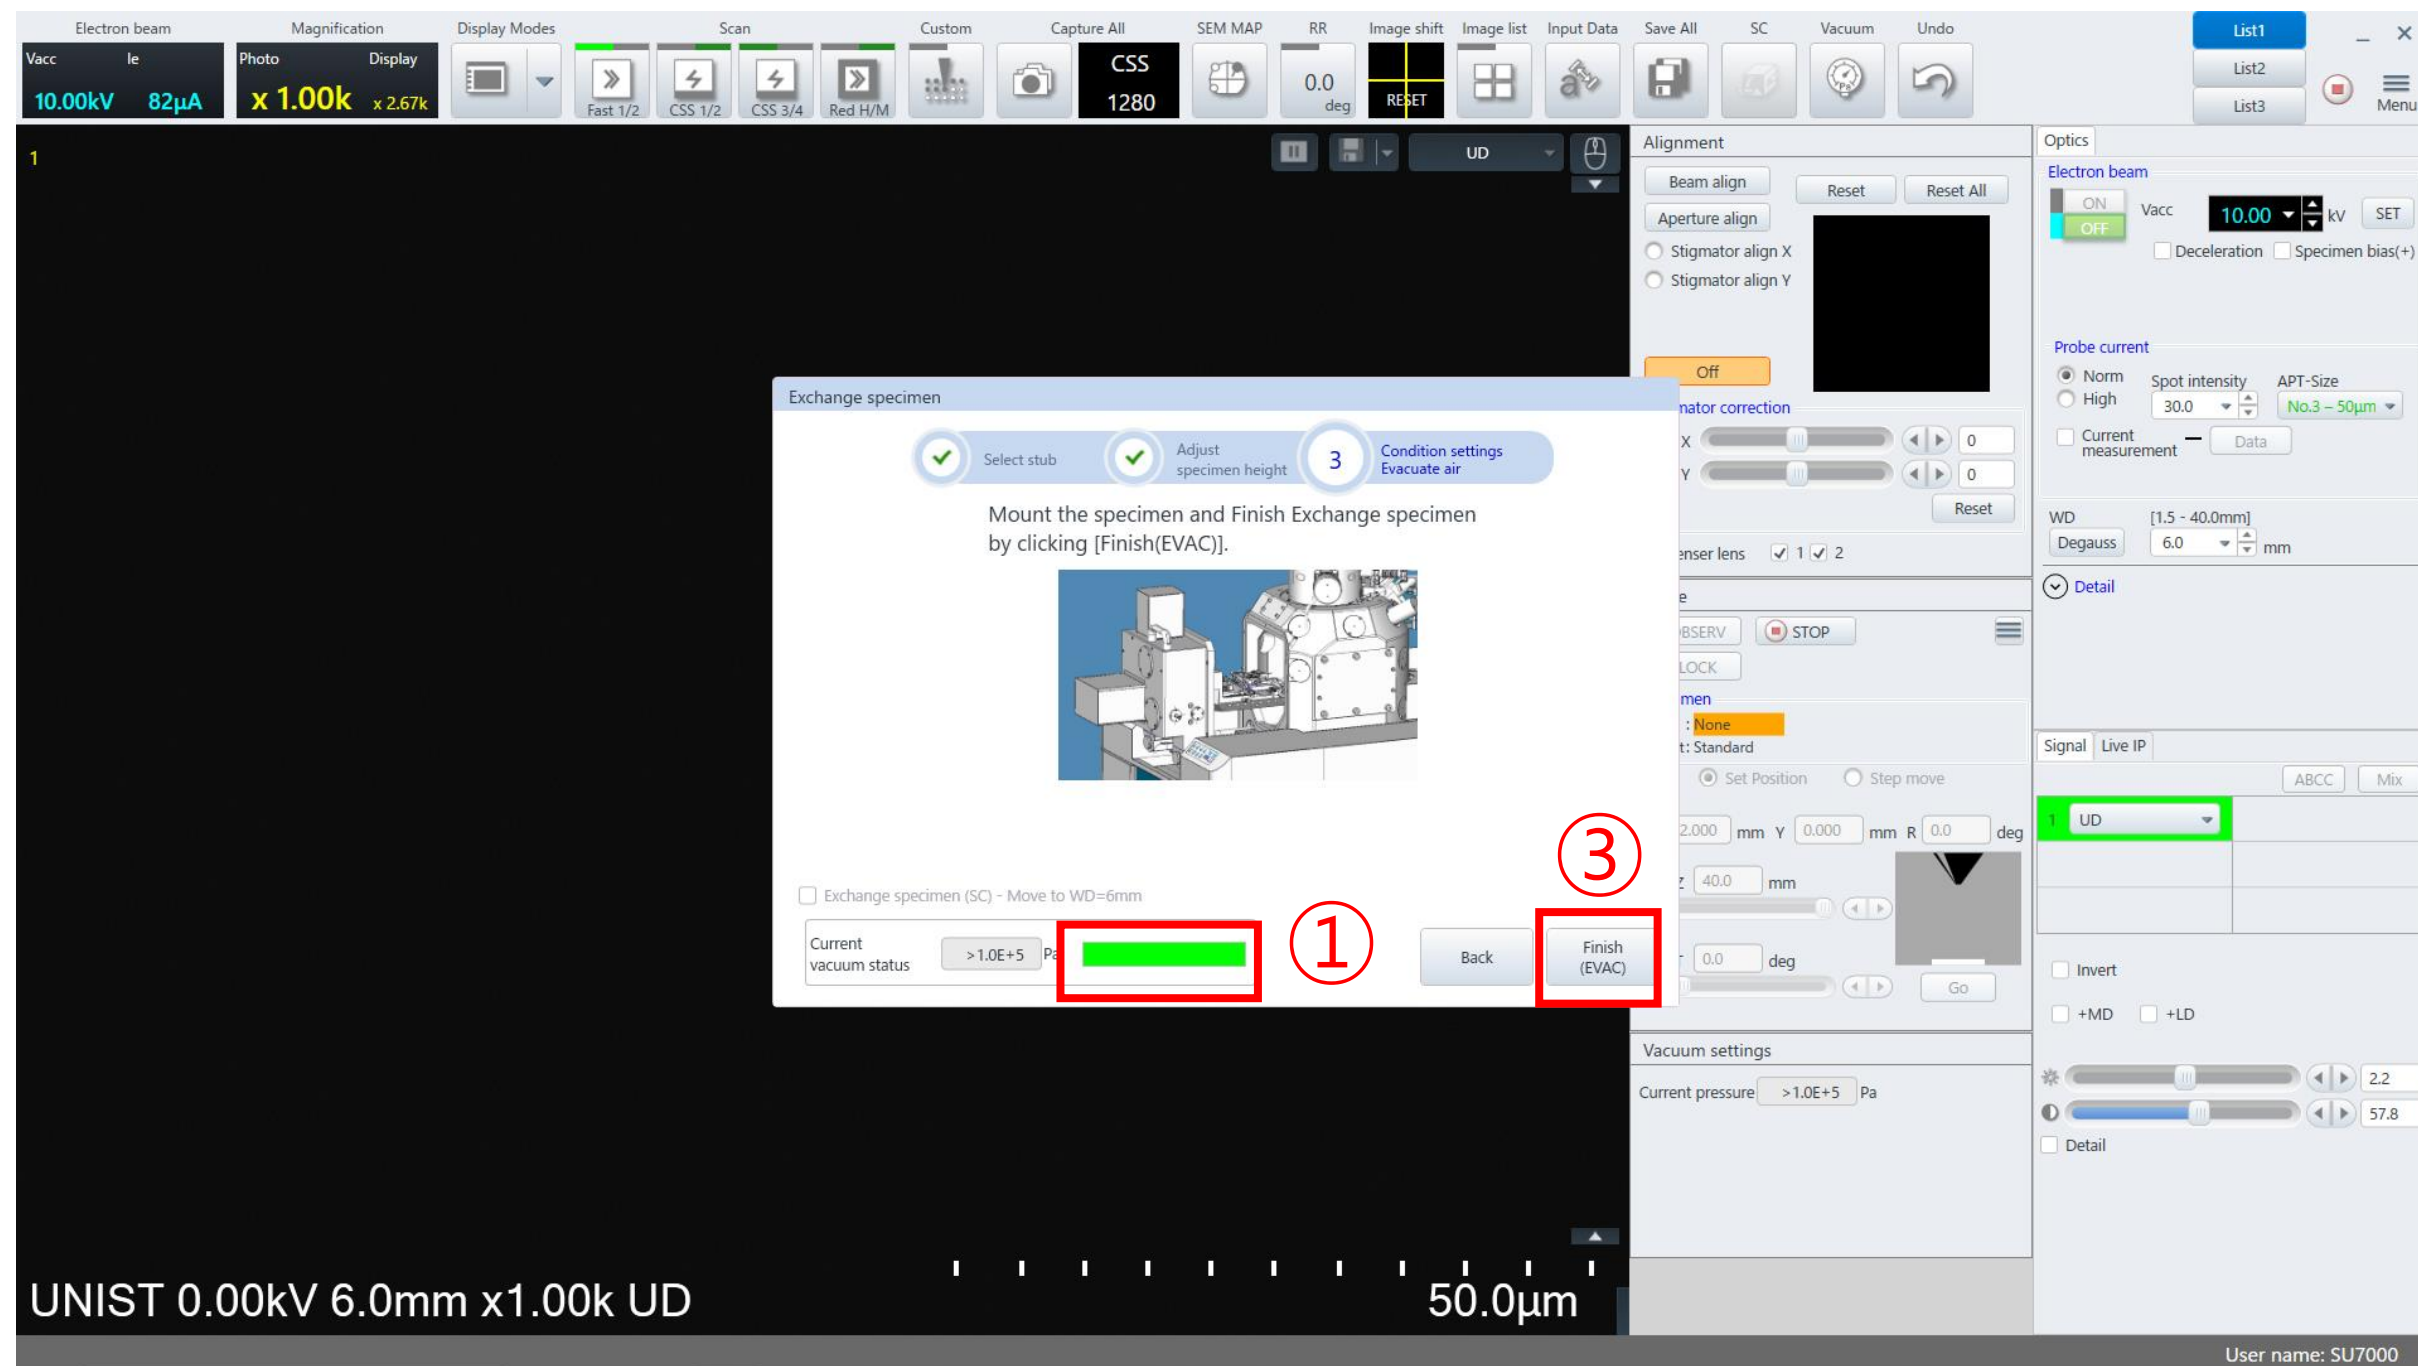 Electron beam Magnification Display Modes Scan Custom Capture All SEM MAP RR Image shift Image list Input Data Save All SC Vacuum Undo
List1
List2
List3
Menu
Vacc Ie
10.00kV 82μA
Photo Display
x 1.00k x 2.67k
Fast 1/2 CSS 1/2 CSS 3/4 Red H/M
CSS
1280
0.0
deg
RESET
1
UD
Alignment
Beam align Reset Reset All
Aperture align
Stigmator align X
Stigmator align Y
Off
mator correction
X 0
Y 0
Reset
enser lens 1 2
e
BSERV STOP
LOCK
men
: None
t: Standard
Set Position Step move
2.000 mm Y 0.000 mm R 0.0 deg
Z 40.0 mm
T 0.0 deg
Go
Vacuum settings
Current pressure >1.0E+5 Pa
Exchange specimen
Select stub
Adjust
specimen height
3
Condition settings
Evacuate air
Mount the specimen and Finish Exchange specimen
by clicking [Finish(EVAC)].
Exchange specimen (SC) - Move to WD=6mm
Current
vacuum status
>1.0E+5 Pa
①
Back
③
Finish
(EVAC)
Optics
Electron beam
ON
OFF
Vacc 10.00 kV SET
Deceleration Specimen bias(+)
Probe current
Norm
High
Spot intensity
30.0
APT-Size
No.3 – 50μm
Current
measurement
Data
WD [1.5 - 40.0mm]
Degauss 6.0 mm
Detail
Signal Live IP
ABCC Mix
1 UD
Invert
+MD +LD
2.2
57.8
Detail
UNIST 0.00kV 6.0mm x1.00k UD 50.0μm
User name: SU7000